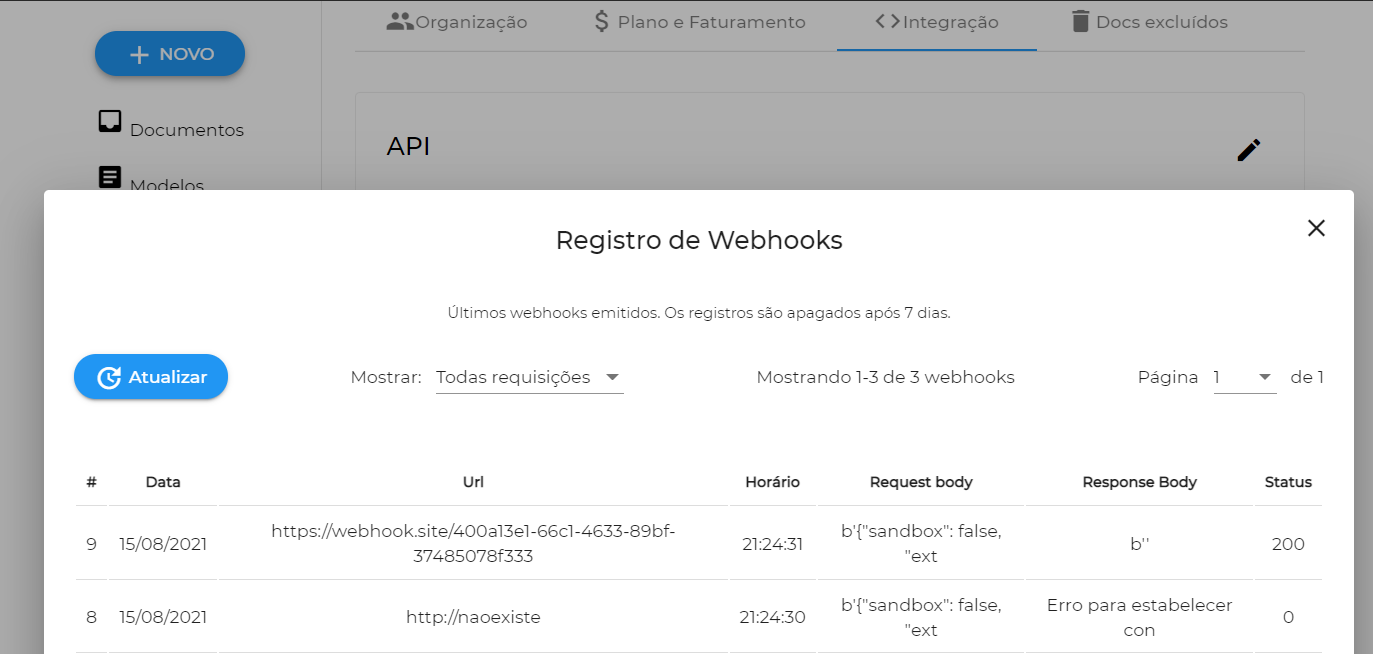 Organização Plano e Faturamento Integração Docs excluídos
NOVO
Documentos
API
Modelos
Registro de Webhooks
Últimos webhooks emitidos. Os registros são apagados após 7 dias.
Atualizar Mostrar: Todas requisições Mostrando 1-3 de 3 webhooks Página 1 de 1
# Data Url Horário Request body Response Body Status
9 15/08/2021 https://webhook.site/400a13e1-66c1-4633-89bf-
37485078f333 21:24:31 b'{"sandbox": false,
"ext b'' 200
8 15/08/2021 http://naoexiste 21:24:30 b'{"sandbox": false,
"ext Erro para estabelecer
con 0